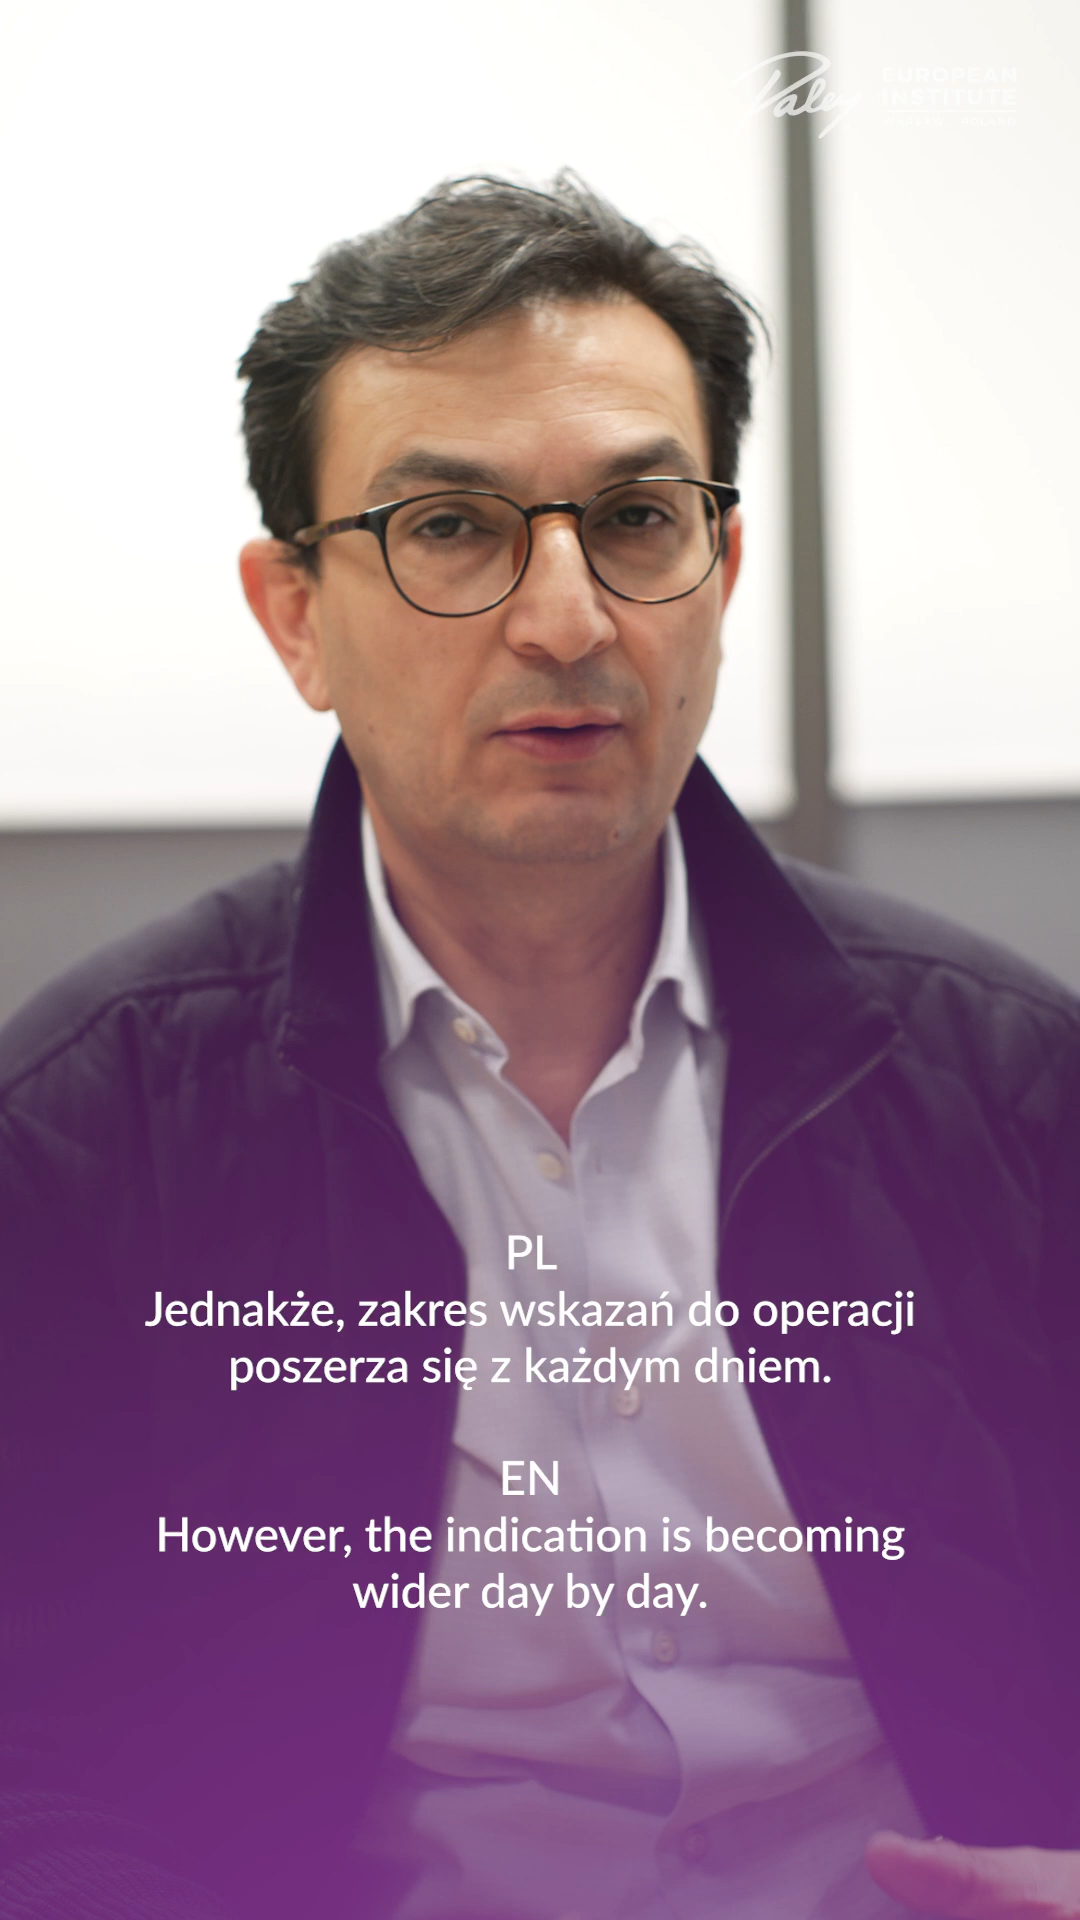 Paley EUROPEAN
INSTITUTE
PL
Jednakże, zakres wskazań do operacji
poszerza się z każdym dniem.
EN
However, the indication is becoming
wider day by day.